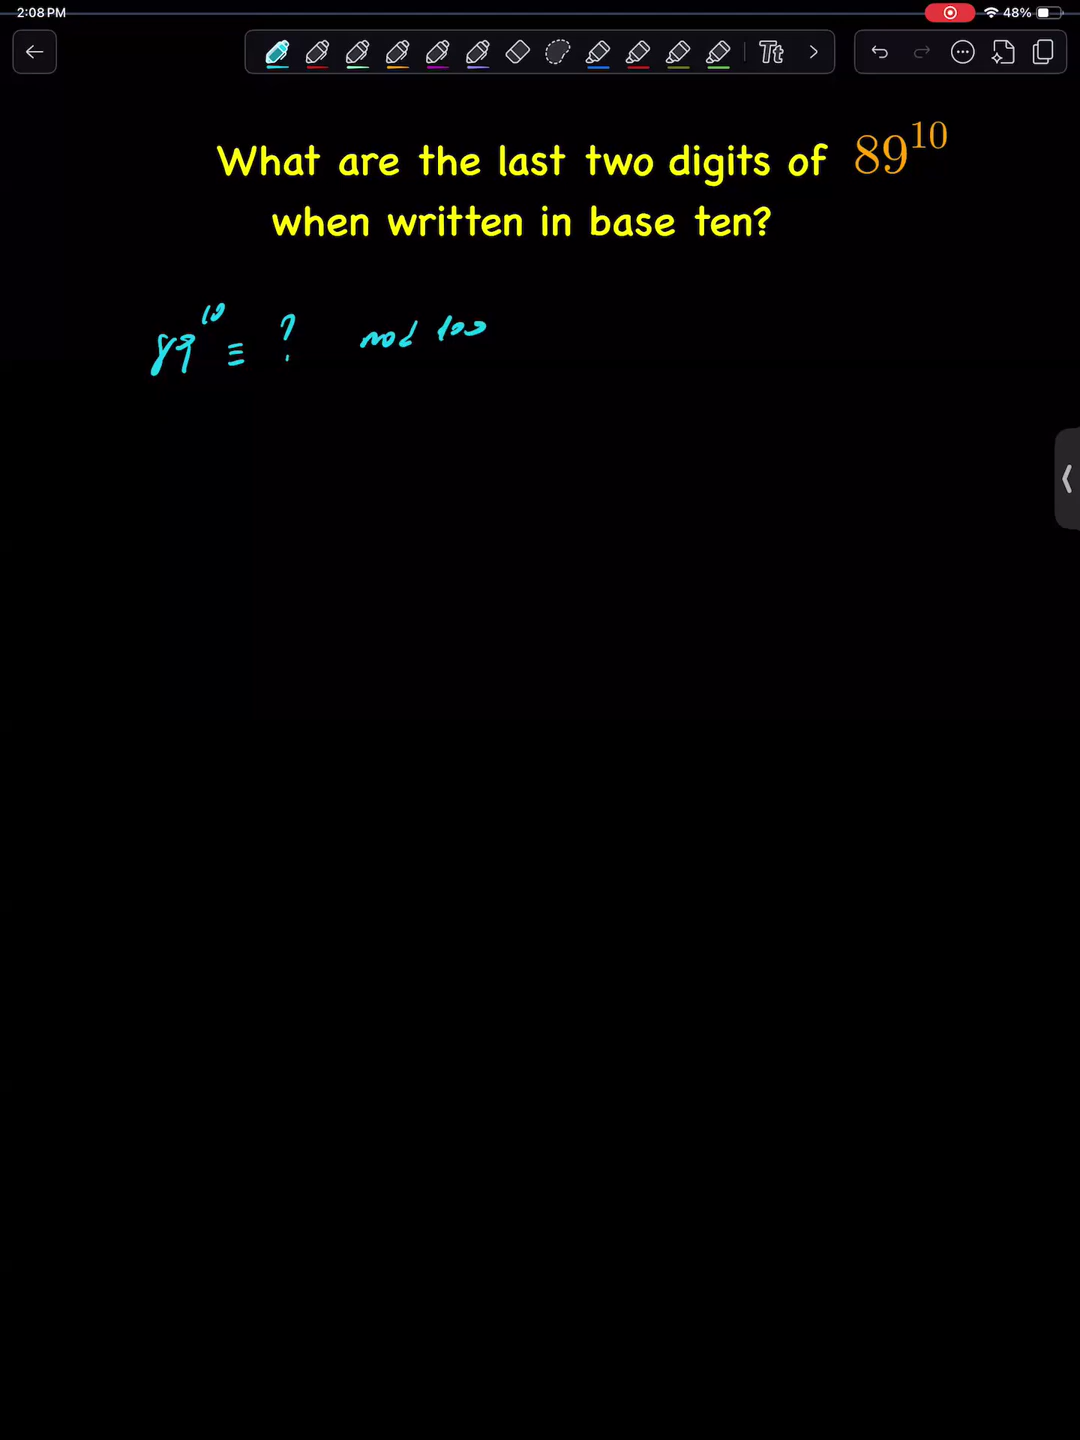 2:08 PM
48%
Tt
What are the last two digits of 89^10
when written in base ten?
89^10 ≡ ? mod 100